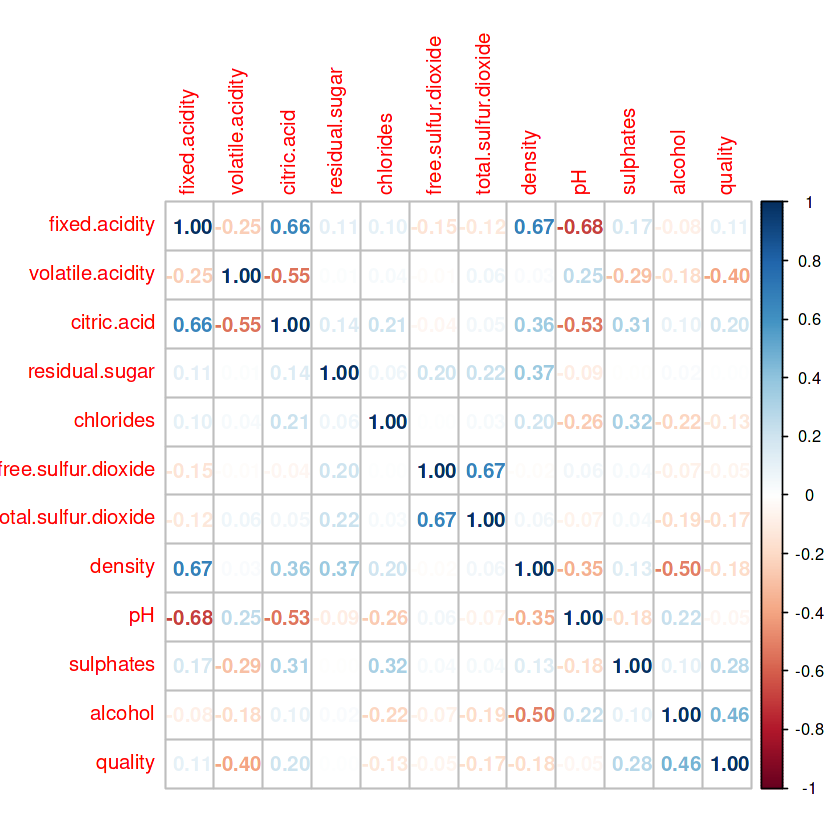 fixed.acidity volatile.acidity citric.acid residual.sugar chlorides free.sulfur.dioxide total.sulfur.dioxide density pH sulphates alcohol quality
fixed.acidity 1.00 -0.25 0.66 0.11 0.10 -0.15 -0.12 0.67 -0.68 0.17 -0.08 0.11
volatile.acidity -0.25 1.00 -0.55 0.04 0.06 0.25 -0.29 -0.18 -0.40
citric.acid 0.66 -0.55 1.00 0.14 0.21 -0.04 0.05 0.36 -0.53 0.31 0.10 0.20
residual.sugar 0.11 0.14 1.00 0.06 0.20 0.22 0.37 -0.09
chlorides 0.10 0.04 0.21 0.06 1.00 0.03 0.20 -0.26 0.32 -0.22 -0.13
free.sulfur.dioxide -0.15 -0.04 0.20 1.00 0.67 0.06 0.04 -0.07 -0.05
otal.sulfur.dioxide -0.12 0.06 0.05 0.22 0.03 0.67 1.00 0.06 -0.07 0.04 -0.19 -0.17
density 0.67 0.03 0.36 0.37 0.20 0.06 1.00 -0.35 0.13 -0.50 -0.18
pH -0.68 0.25 -0.53 -0.09 -0.26 0.06 -0.07 -0.35 1.00 -0.18 0.22 -0.05
sulphates 0.17 -0.29 0.31 0.32 0.04 0.04 0.13 -0.18 1.00 0.10 0.28
alcohol -0.08 -0.18 0.10 0.02 -0.22 -0.07 -0.19 -0.50 0.22 0.10 1.00 0.46
quality 0.11 -0.40 0.20 -0.13 -0.05 -0.17 -0.18 -0.05 0.28 0.46 1.00
1
0.8
0.6
0.4
0.2
0
-0.2
-0.4
-0.6
-0.8
-1